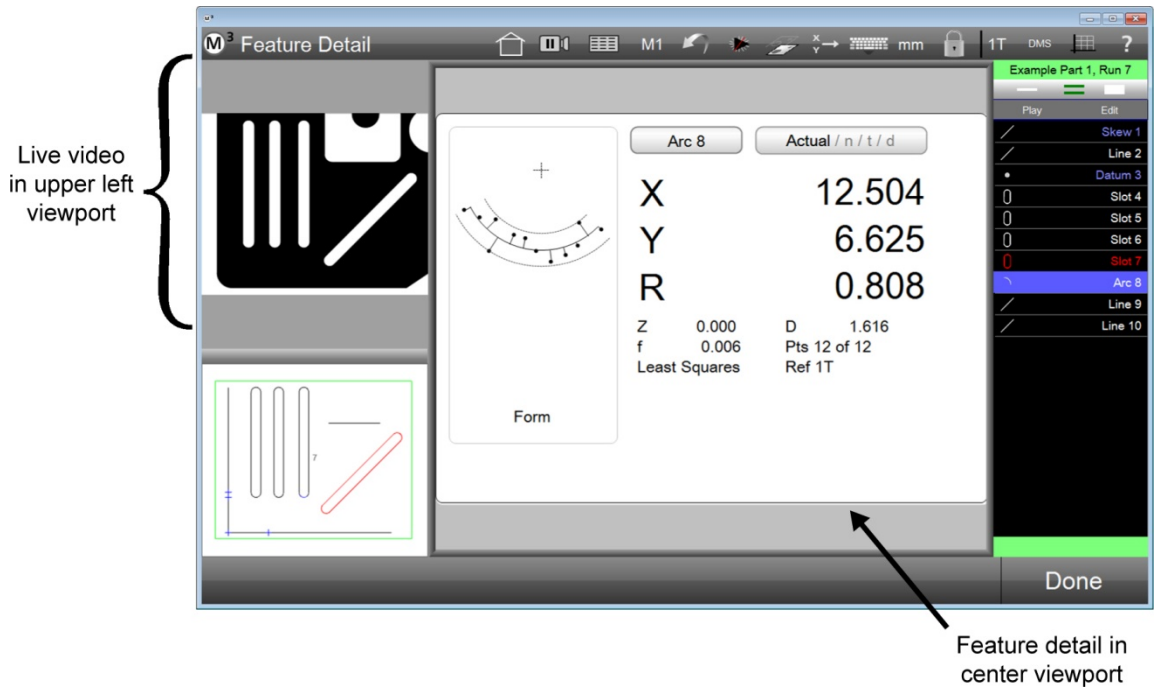 M³
M³ Feature Detail
M1
X
Y
mm
1T
DMS
?
Live video
in upper left
viewport
Example Part 1, Run 7
Play Edit
Skew 1
Line 2
Datum 3
Slot 4
Slot 5
Slot 6
Slot 7
Arc 8
Line 9
Line 10
Arc 8 Actual / n / t / d
X 12.504
Y 6.625
R 0.808
Z 0.000 D 1.616
f 0.006 Pts 12 of 12
Least Squares Ref 1T
Form
7
Done
Feature detail in
center viewport